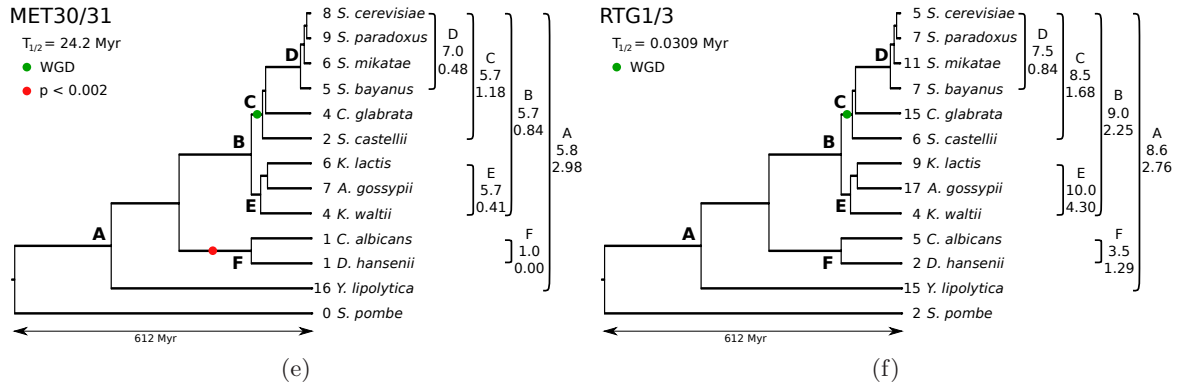 MET30/31
T1/2 = 24.2 Myr
WGD
p < 0.002
8 S. cerevisiae
9 S. paradoxus
6 S. mikatae
5 S. bayanus
4 C. glabrata
2 S. castellii
6 K. lactis
7 A. gossypii
4 K. waltii
1 C. albicans
1 D. hansenii
16 Y. lipolytica
0 S. pombe
A
B
C
D
E
F
D
7.0
0.48
C
5.7
1.18
B
5.7
0.84
A
5.8
2.98
E
5.7
0.41
F
1.0
0.00
612 Myr
(e)
RTG1/3
T1/2 = 0.0309 Myr
WGD
5 S. cerevisiae
7 S. paradoxus
11 S. mikatae
7 S. bayanus
15 C. glabrata
6 S. castellii
9 K. lactis
17 A. gossypii
4 K. waltii
5 C. albicans
2 D. hansenii
15 Y. lipolytica
2 S. pombe
A
B
C
D
E
F
D
7.5
0.84
C
8.5
1.68
B
9.0
2.25
A
8.6
2.76
E
10.0
4.30
F
3.5
1.29
612 Myr
(f)